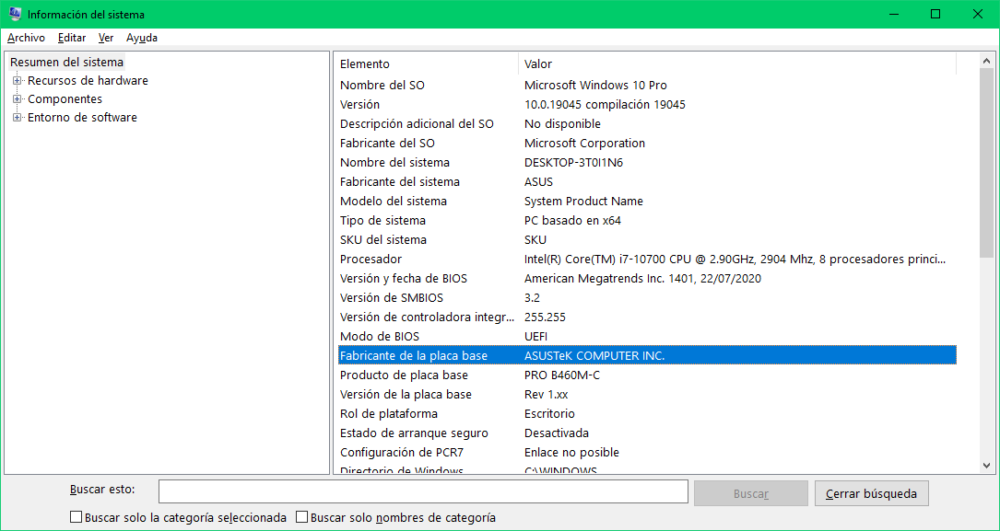 Información del sistema
Archivo Editar Ver Ayuda
Resumen del sistema
Recursos de hardware
Componentes
Entorno de software
Elemento Valor
Nombre del SO Microsoft Windows 10 Pro
Versión 10.0.19045 compilación 19045
Descripción adicional del SO No disponible
Fabricante del SO Microsoft Corporation
Nombre del sistema DESKTOP-3T0I1N6
Fabricante del sistema ASUS
Modelo del sistema System Product Name
Tipo de sistema PC basado en x64
SKU del sistema SKU
Procesador Intel(R) Core(TM) i7-10700 CPU @ 2.90GHz, 2904 Mhz, 8 procesadores princi...
Versión y fecha de BIOS American Megatrends Inc. 1401, 22/07/2020
Versión de SMBIOS 3.2
Versión de controladora integr... 255.255
Modo de BIOS UEFI
Fabricante de la placa base ASUSTeK COMPUTER INC.
Producto de placa base PRO B460M-C
Versión de la placa base Rev 1.xx
Rol de plataforma Escritorio
Estado de arranque seguro Desactivada
Configuración de PCR7 Enlace no posible
Directorio de Windows C:\WINDOWS
Buscar esto: Buscar Cerrar búsqueda
Buscar solo la categoría seleccionada Buscar solo nombres de categoría